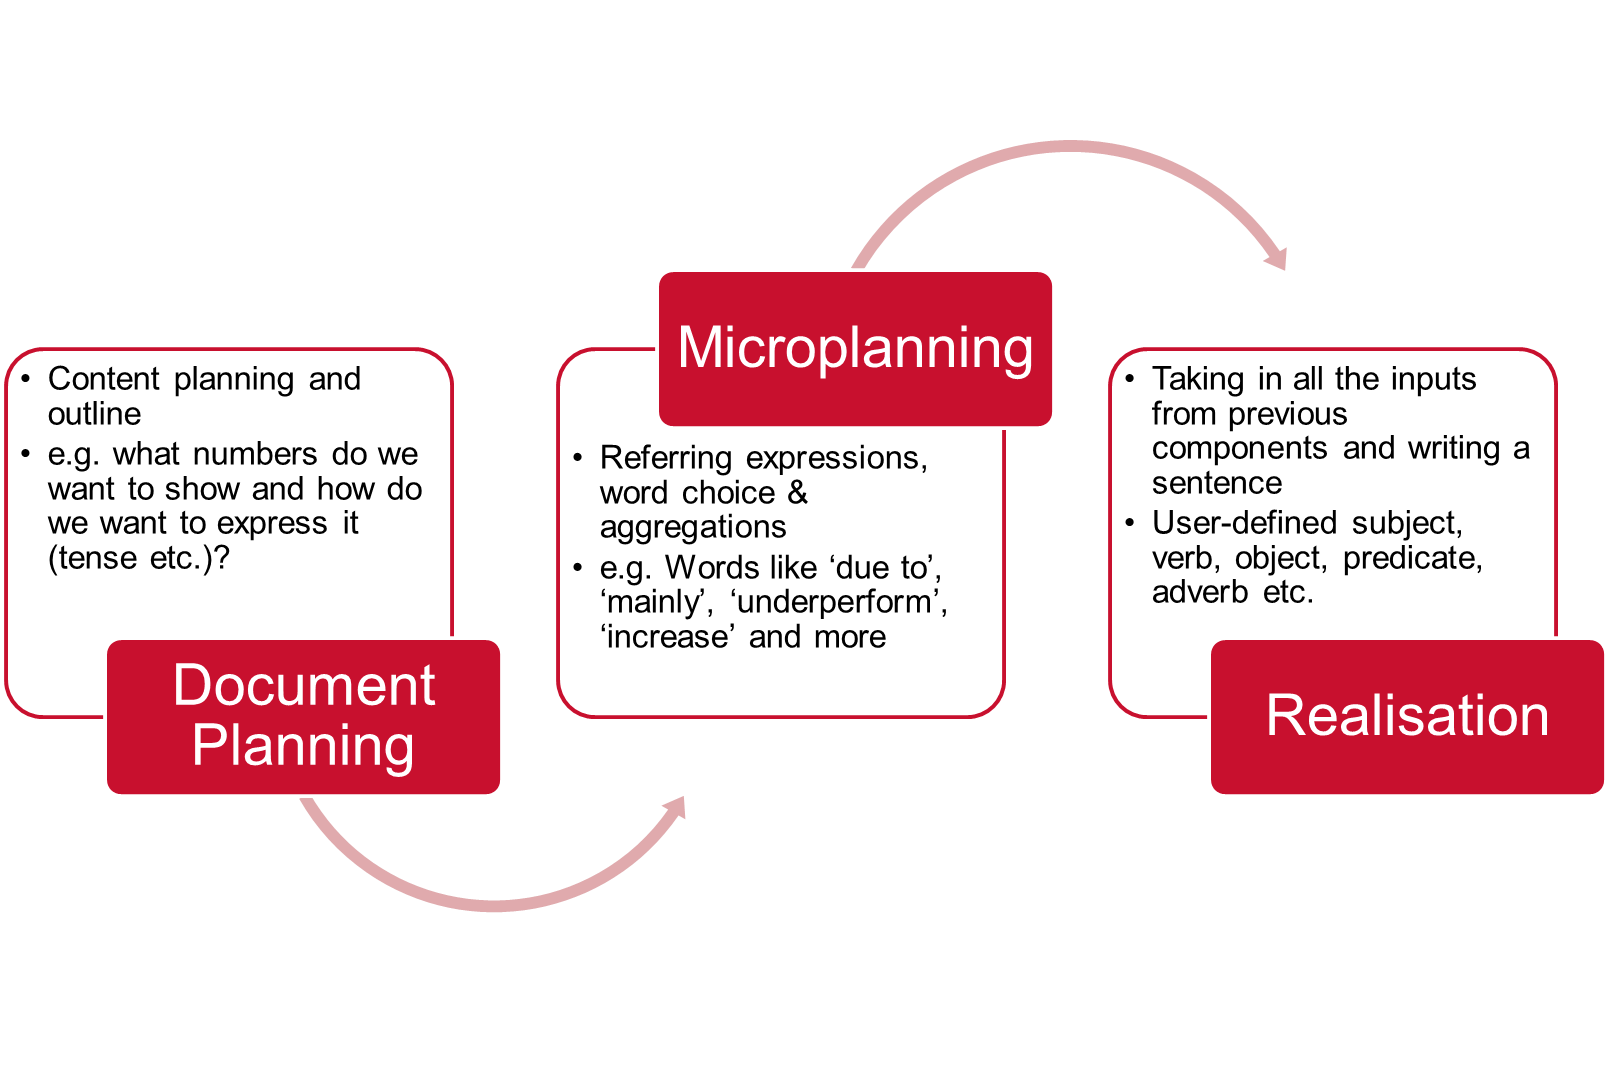 • Content planning and
outline
• e.g. what numbers do we
want to show and how do
we want to express it
(tense etc.)?
Document
Planning
Microplanning
• Referring expressions,
word choice &
aggregations
• e.g. Words like ‘due to’,
‘mainly’, ‘underperform’,
‘increase’ and more
• Taking in all the inputs
from previous
components and writing a
sentence
• User-defined subject,
verb, object, predicate,
adverb etc.
Realisation